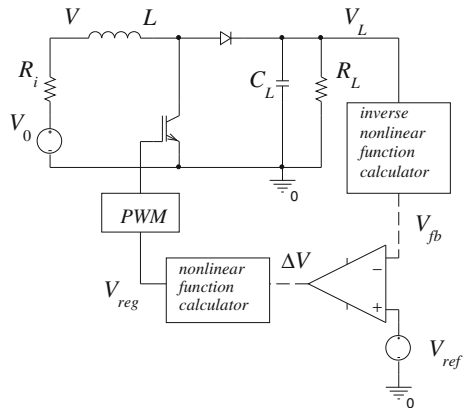 V L V_L
R_i
C_L R_L
V_0
inverse
nonlinear
function
calculator
0
PWM
V_fb
ΔV
nonlinear
function
calculator
V_reg
−
+
V_ref
0